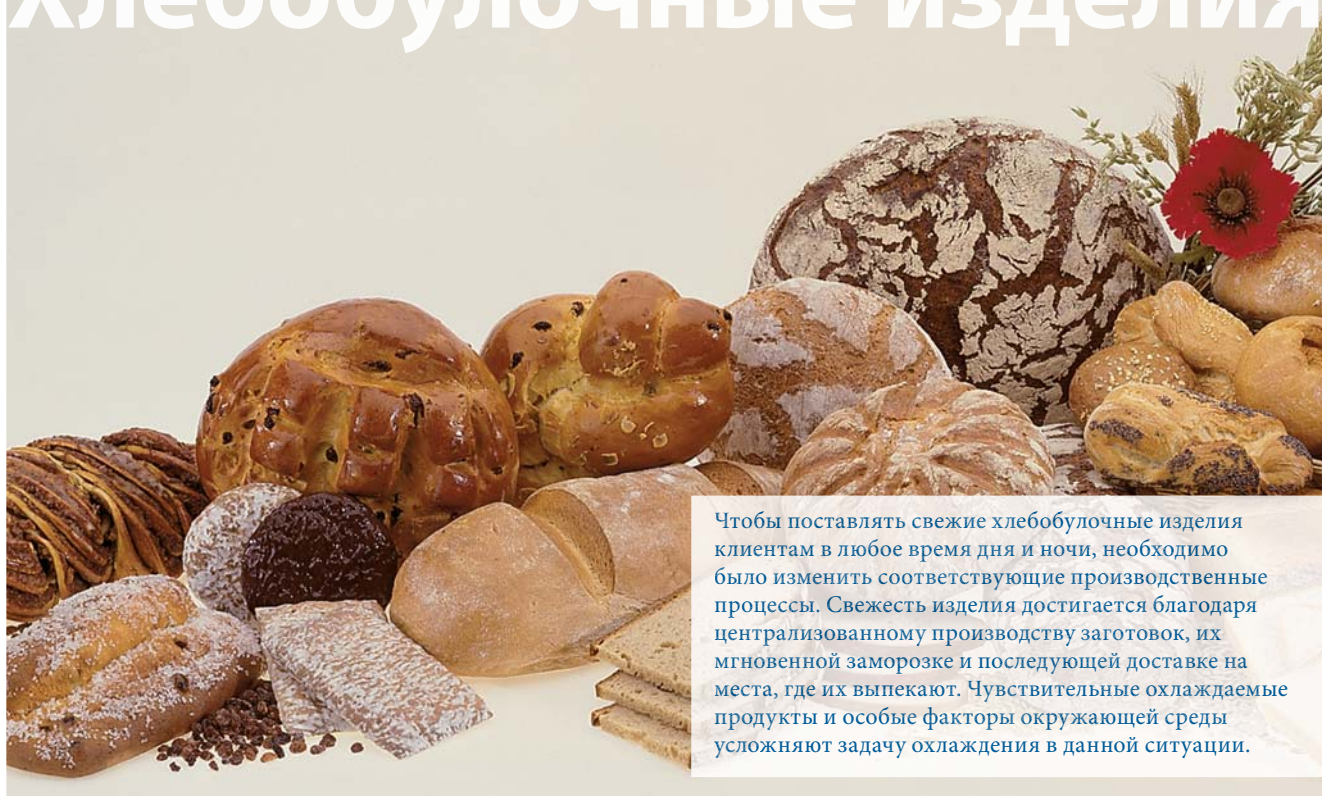 Хлебобулочные изделия
Чтобы поставлять свежие хлебобулочные изделия
клиентам в любое время дня и ночи, необходимо
было изменить соответствующие производственные
процессы. Свежесть изделия достигается благодаря
централизованному производству заготовок, их
мгновенной заморозке и последующей доставке на
места, где их выпекают. Чувствительные охлаждаемые
продукты и особые факторы окружающей среды
усложняют задачу охлаждения в данной ситуации.